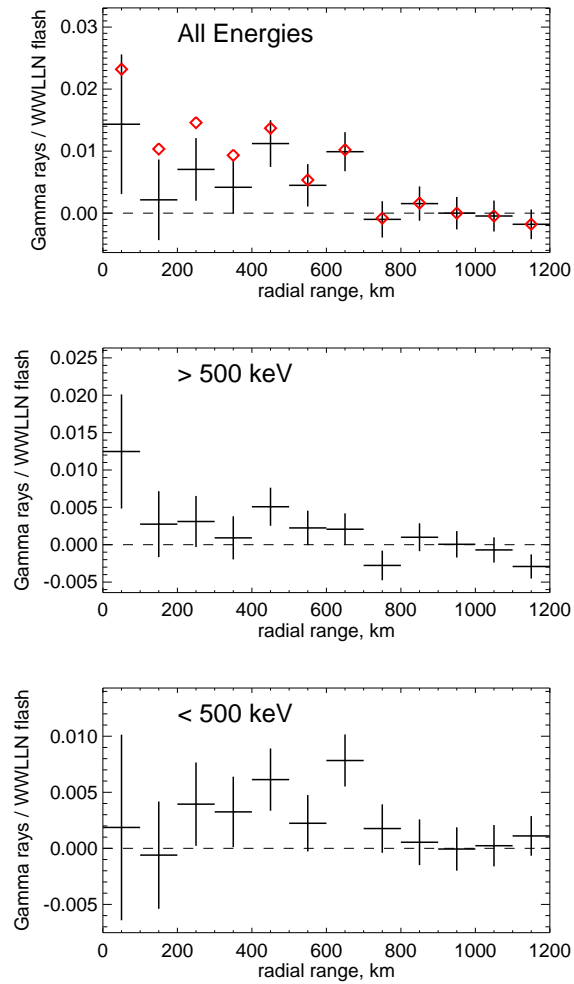 All Energies
Gamma rays / WWLLN flash
0.03
0.02
0.01
0.00
0 200 400 600 800 1000 1200
radial range, km
> 500 keV
Gamma rays / WWLLN flash
0.025
0.020
0.015
0.010
0.005
0.000
-0.005
0 200 400 600 800 1000 1200
radial range, km
< 500 keV
Gamma rays / WWLLN flash
0.010
0.005
0.000
-0.005
0 200 400 600 800 1000 1200
radial range, km